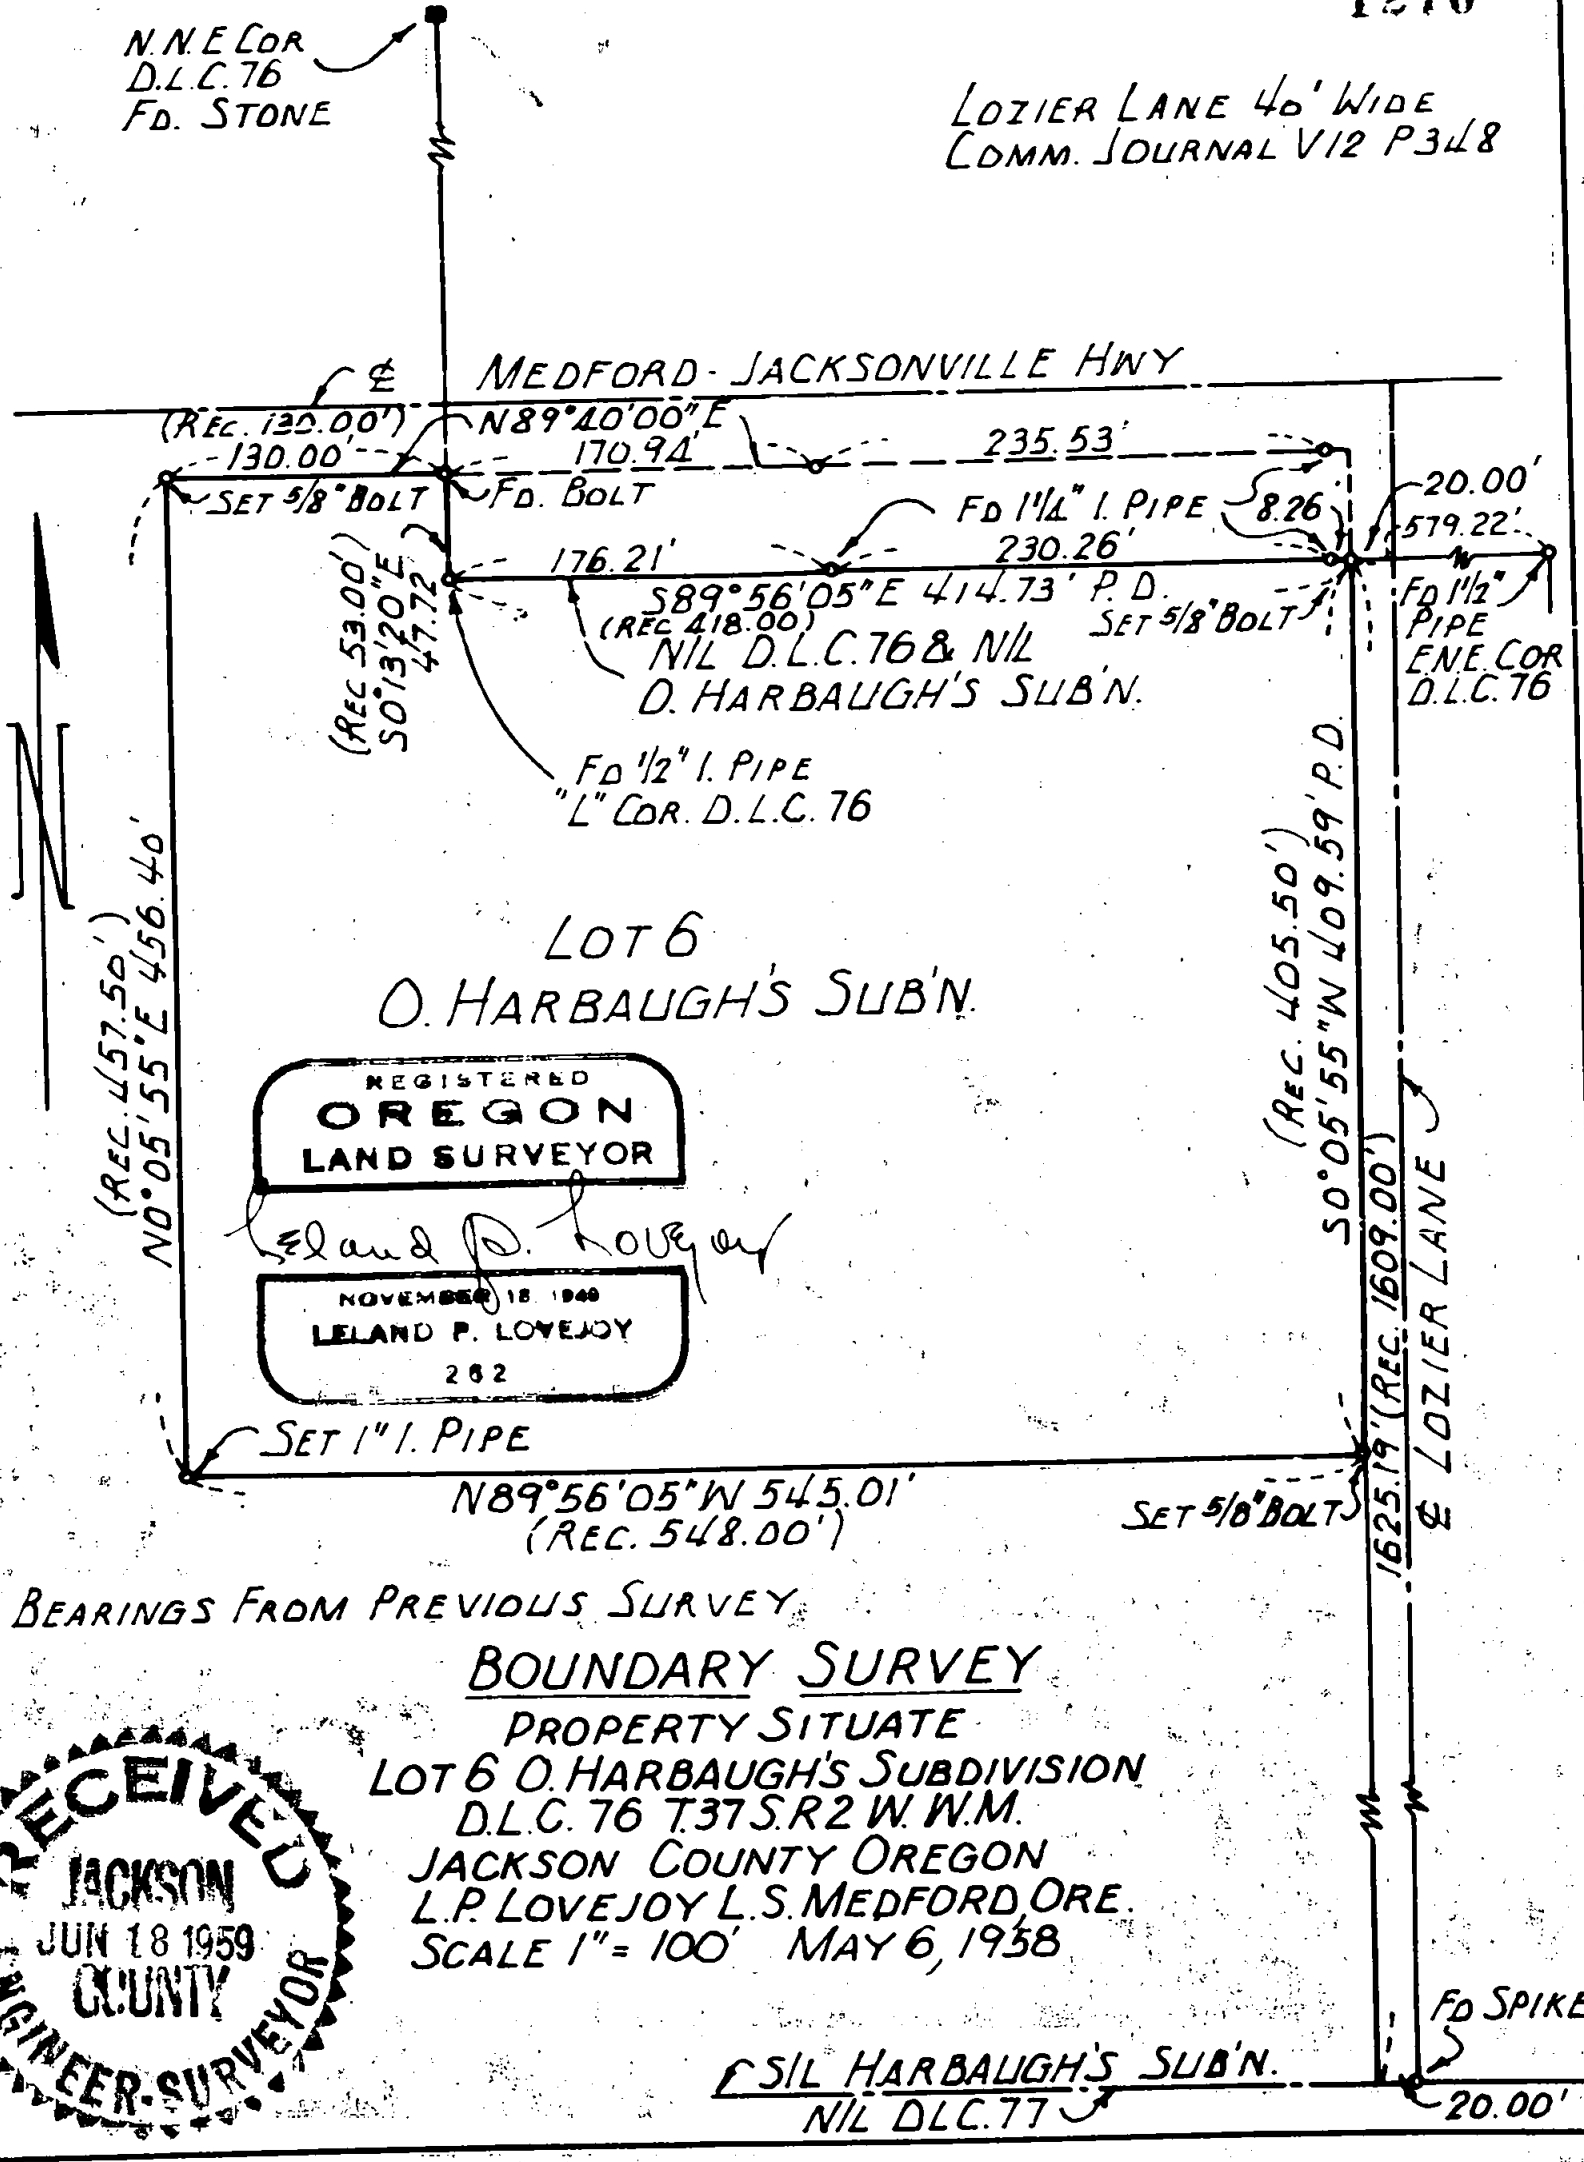 N.N.E COR
D.L.C. 76
FD. STONE
LOZIER LANE 40' WIDE
COMM. JOURNAL V12 P348
℄ MEDFORD-JACKSONVILLE HWY
(REC. 130.00')
N89°40'00"E
130.00'
170.94'
235.53'
SET 5/8" BOLT
FD. BOLT
FD 1 1/4" I. PIPE
8.26
20.00'
579.22'
(REC 53.00')
S0°13'20"E
47.72
176.21'
230.26'
S89°56'05"E 414.73' P.D.
(REC 418.00)
SET 5/8" BOLT
FD 1 1/2"
PIPE
E.N.E. COR
D.L.C. 76
N/L D.L.C. 76 & N/L
O. HARBAUGH'S SUB'N.
FD 1/2" I. PIPE
"L" COR. D.L.C. 76
N
(REC. 457.50')
N0°05'55"E 456.40'
LOT 6
O. HARBAUGH'S SUB'N.
(REC. 405.50')
S0°05'55"W 409.59' P.D.
1625.19' (REC. 1609.00')
℄ LOZIER LANE
REGISTERED
OREGON
LAND SURVEYOR
Leland P. Lovejoy
NOVEMBER 18 1949
LELAND P. LOVEJOY
262
SET 1" I. PIPE
N89°56'05"W 545.01'
(REC. 548.00')
SET 5/8" BOLT
BEARINGS FROM PREVIOUS SURVEY
BOUNDARY SURVEY
PROPERTY SITUATE
LOT 6 O. HARBAUGH'S SUBDIVISION
D.L.C. 76 T.37 S. R 2 W. W.M.
JACKSON COUNTY OREGON
L.P. LOVEJOY L.S. MEDFORD, ORE.
SCALE 1" = 100' MAY 6, 1958
RECEIVED
JACKSON
JUN 18 1959
COUNTY
ENGINEER-SURVEYOR
FD SPIKE
S/L HARBAUGH'S SUB'N.
N/L DLC. 77
20.00'